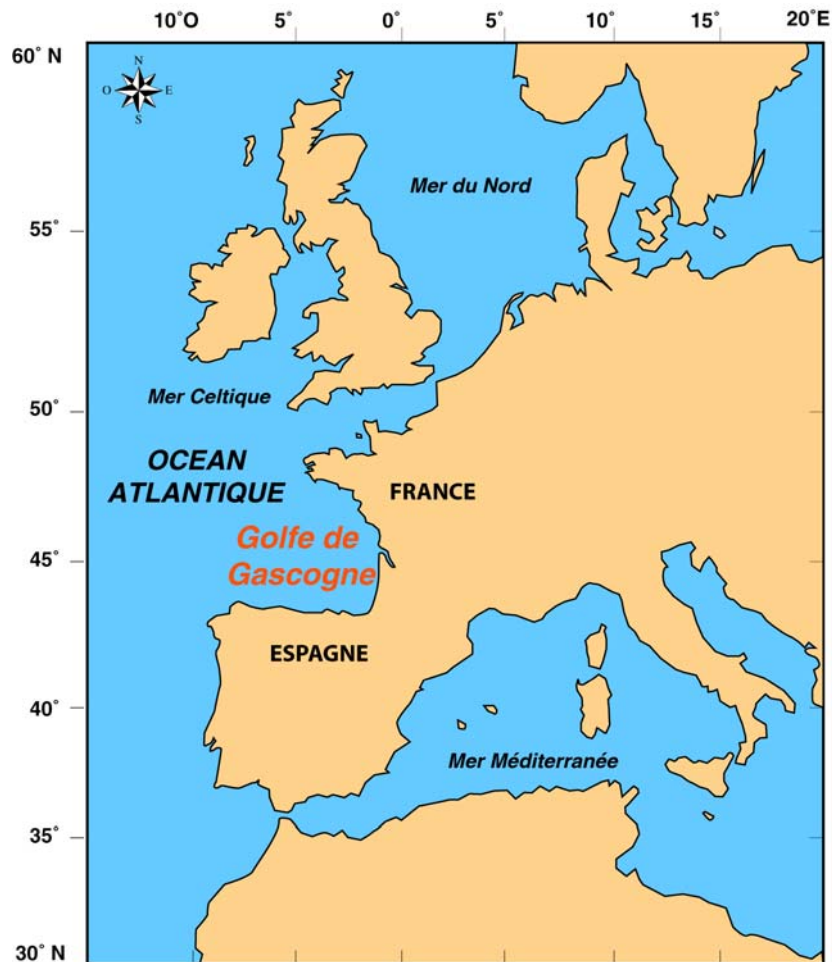 10°O 5° 0° 5° 10° 15° 20°E
60° N
N
O E
S
Mer du Nord
55°
Mer Celtique
50°
OCEAN
ATLANTIQUE
FRANCE
Golfe de
Gascogne
45°
ESPAGNE
40°
Mer Méditerranée
35°
30° N